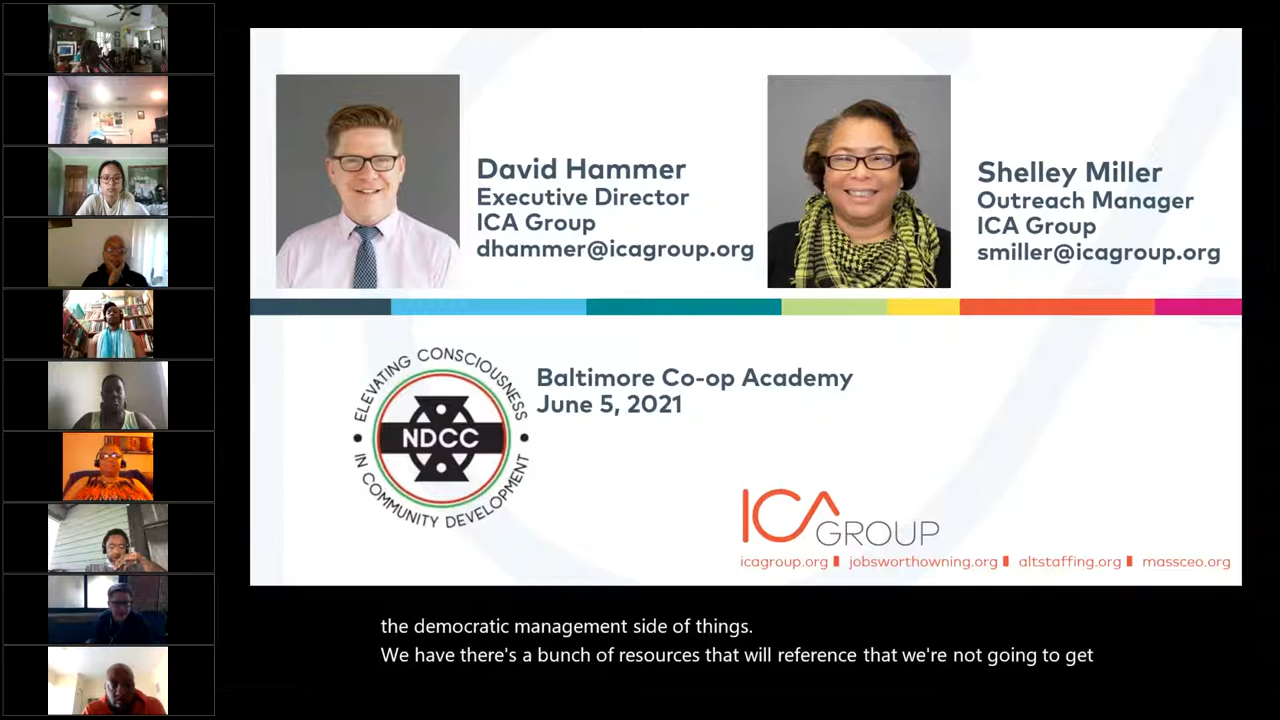 David Hammer
Executive Director
ICA Group
dhammer@icagroup.org
Shelley Miller
Outreach Manager
ICA Group
smiller@icagroup.org
ELEVATING CONSCIOUSNESS
NDCC
IN COMMUNITY DEVELOPMENT
Baltimore Co-op Academy
June 5, 2021
ICA
GROUP
icagroup.org | jobsworthowning.org | altstaffing.org | massceo.org
the democratic management side of things.
We have there's a bunch of resources that will reference that we're not going to get